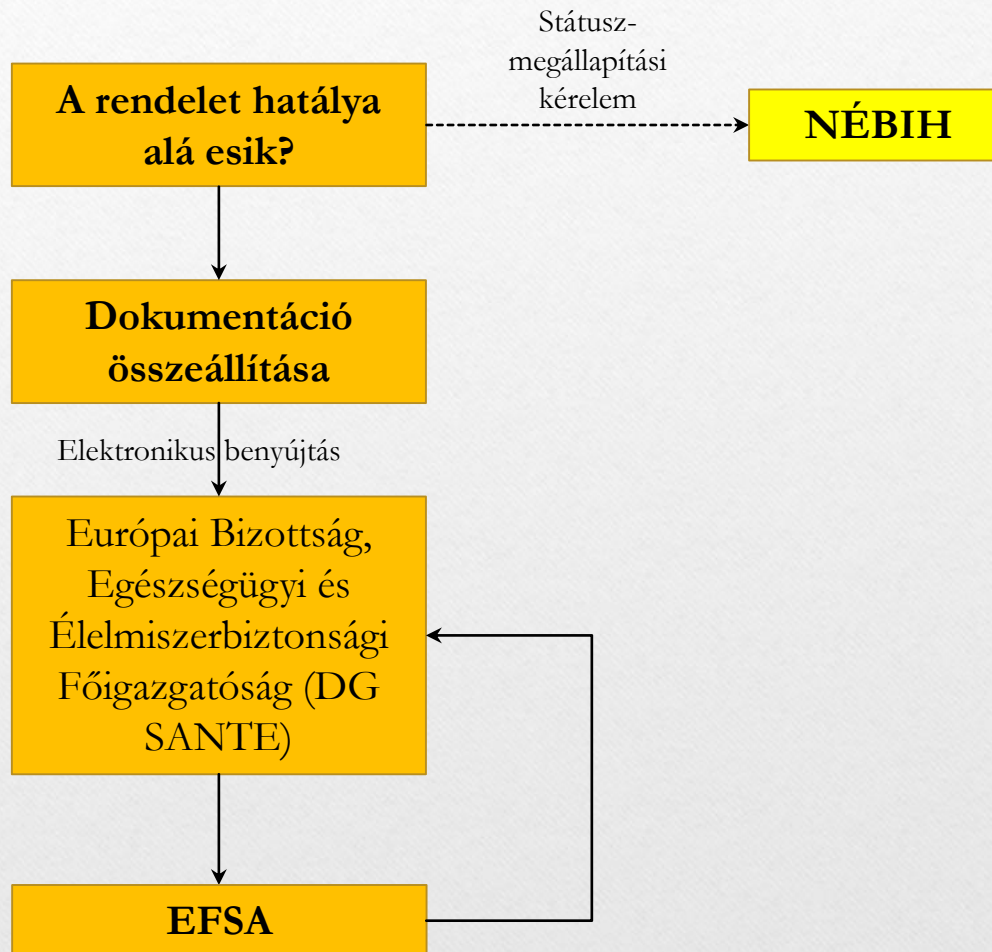 Státusz-
megállapítási
kérelem
A rendelet hatálya
alá esik?
NÉBIH
Dokumentáció
összeállítása
Elektronikus benyújtás
Európai Bizottság,
Egészségügyi és
Élelmiszerbiztonsági
Főigazgatóság (DG
SANTE)
EFSA